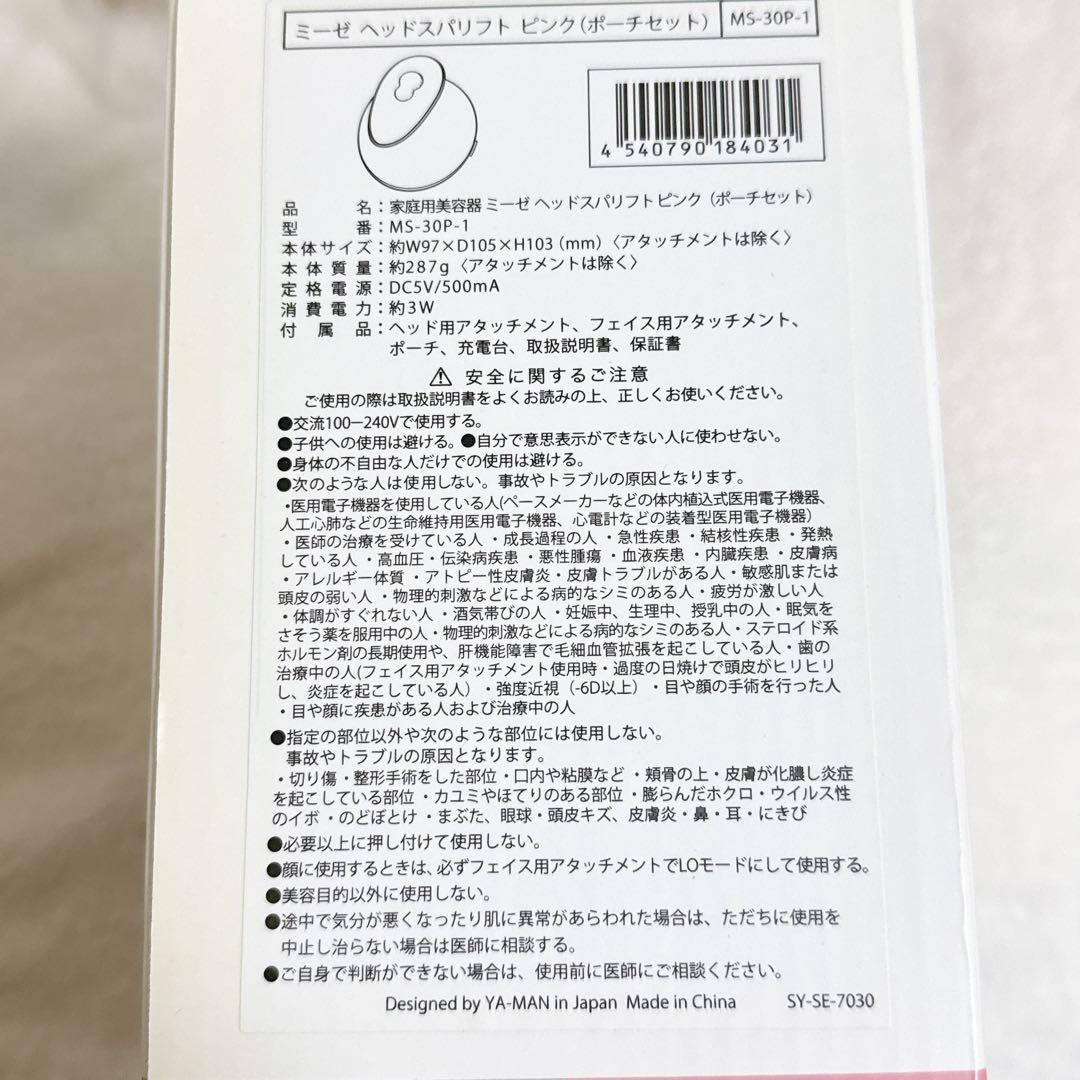 ミーゼ ヘッドスパリフト ピンク（ポーチセット） MS-30P-1
4 540790 184031
品名：家庭用美容器 ミーゼ ヘッドスパリフト ピンク（ポーチセット）
型番：MS-30P-1
本体サイズ：約W97×D105×H103（mm）〈アタッチメントは除く〉
本体質量：約287g〈アタッチメントは除く〉
定格電源：DC5V/500mA
消費電力：約3W
付属品：ヘッド用アタッチメント、フェイス用アタッチメント、
ポーチ、充電台、取扱説明書、保証書
⚠ 安全に関するご注意
ご使用の際は取扱説明書をよくお読みの上、正しくお使いください。
●交流100ー240Vで使用する。
●子供への使用は避ける。●自分で意思表示ができない人に使わせない。
●身体の不自由な人だけでの使用は避ける。
●次のような人は使用しない。事故やトラブルの原因となります。
・医用電子機器を使用している人(ペースメーカーなどの体内植込式医用電子機器、
人工心肺などの生命維持用医用電子機器、心電計などの装着型医用電子機器）
・医師の治療を受けている人・成長過程の人・急性疾患・結核性疾患・発熱
している人・高血圧・伝染病疾患・悪性腫瘍・血液疾患・内臓疾患・皮膚病
・アレルギー体質・アトピー性皮膚炎・皮膚トラブルがある人・敏感肌または
頭皮の弱い人・物理的刺激などによる病的なシミのある人・疲労が激しい人
・体調がすぐれない人・酒気帯びの人・妊娠中、生理中、授乳中の人・眠気を
さそう薬を服用中の人・物理的刺激などによる病的なシミのある人・ステロイド系
ホルモン剤の長期使用や、肝機能障害で毛細血管拡張を起こしている人・歯の
治療中の人(フェイス用アタッチメント使用時・過度の日焼けで頭皮がヒリヒリ
し、炎症を起こしている人）・強度近視（-6D以上）・目や顔の手術を行った人
・目や顔に疾患がある人および治療中の人
●指定の部位以外や次のような部位には使用しない。
事故やトラブルの原因となります。
・切り傷・整形手術をした部位・口内や粘膜など・頬骨の上・皮膚が化膿し炎症
を起こしている部位・カユミやほてりのある部位・膨らんだホクロ・ウイルス性
のイボ・のどぼとけ・まぶた、眼球・頭皮キズ、皮膚炎・鼻・耳・にきび
●必要以上に押し付けて使用しない。
●顔に使用するときは、必ずフェイス用アタッチメントでLOモードにして使用する。
●美容目的以外に使用しない。
●途中で気分が悪くなったり肌に異常があらわれた場合は、ただちに使用を
中止し治らない場合は医師に相談する。
●ご自身で判断ができない場合は、使用前に医師にご相談ください。
Designed by YA-MAN in Japan Made in China SY-SE-7030